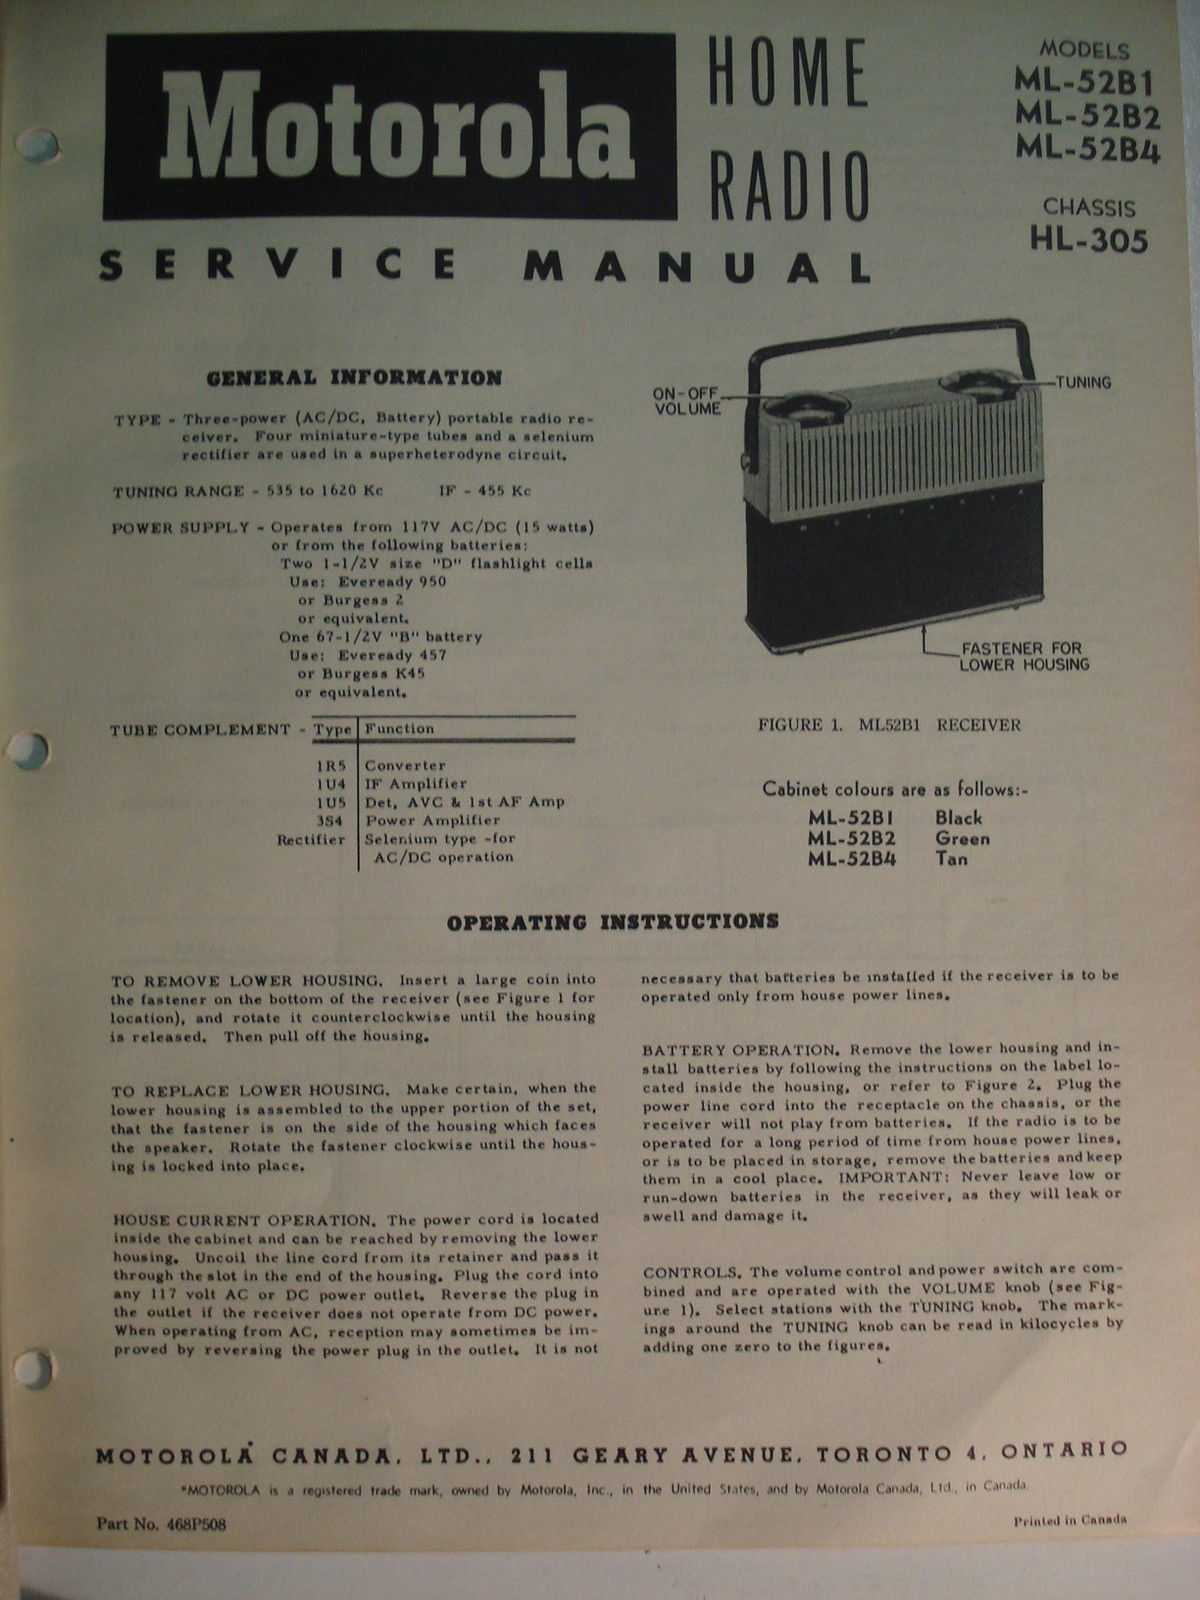 Motorola
HOME
RADIO
SERVICE MANUAL
MODELS
ML-52B1
ML-52B2
ML-52B4
CHASSIS
HL-305
GENERAL INFORMATION
TYPE - Three-power (AC/DC, Battery) portable radio re-
ceiver. Four miniature-type tubes and a selenium
rectifier are used in a superheterodyne circuit.
TUNING RANGE - 535 to 1620 Kc IF - 455 Kc
POWER SUPPLY - Operates from 117V AC/DC (15 watts)
or from the following batteries:
Two 1-1/2V size "D" flashlight cells
Use: Eveready 950
or Burgess 2
or equivalent.
One 67-1/2V "B" battery
Use: Eveready 457
or Burgess K45
or equivalent.
TUBE COMPLEMENT - Type Function
1R5 Converter
1U4 IF Amplifier
1U5 Det, AVC & 1st AF Amp
3S4 Power Amplifier
Rectifier Selenium type -for
AC/DC operation
ON-OFF
VOLUME
TUNING
FASTENER FOR
LOWER HOUSING
FIGURE 1. ML52B1 RECEIVER
Cabinet colours are as follows:-
ML-52B1 Black
ML-52B2 Green
ML-52B4 Tan
OPERATING INSTRUCTIONS
TO REMOVE LOWER HOUSING. Insert a large coin into
the fastener on the bottom of the receiver (see Figure 1 for
location), and rotate it counterclockwise until the housing
is released. Then pull off the housing.
TO REPLACE LOWER HOUSING. Make certain, when the
lower housing is assembled to the upper portion of the set,
that the fastener is on the side of the housing which faces
the speaker. Rotate the fastener clockwise until the hous-
ing is locked into place.
HOUSE CURRENT OPERATION. The power cord is located
inside the cabinet and can be reached by removing the lower
housing. Uncoil the line cord from its retainer and pass it
through the slot in the end of the housing. Plug the cord into
any 117 volt AC or DC power outlet. Reverse the plug in
the outlet if the receiver does not operate from DC power.
When operating from AC, reception may sometimes be im-
proved by reversing the power plug in the outlet. It is not
necessary that batteries be installed if the receiver is to be
operated only from house power lines.
BATTERY OPERATION. Remove the lower housing and in-
stall batteries by following the instructions on the label lo-
cated inside the housing, or refer to Figure 2. Plug the
power line cord into the receptacle on the chassis, or the
receiver will not play from batteries. If the radio is to be
operated for a long period of time from house power lines,
or is to be placed in storage, remove the batteries and keep
them in a cool place. IMPORTANT: Never leave low or
run-down batteries in the receiver, as they will leak or
swell and damage it.
CONTROLS. The volume control and power switch are com-
bined and are operated with the VOLUME knob (see Fig-
ure 1). Select stations with the TUNING knob. The mark-
ings around the TUNING knob can be read in kilocycles by
adding one zero to the figures.
MOTOROLA* CANADA, LTD., 211 GEARY AVENUE, TORONTO 4, ONTARIO
*MOTOROLA is a registered trade mark, owned by Motorola, Inc., in the United States, and by Motorola Canada, Ltd., in Canada.
Part No. 468P508
Printed in Canada